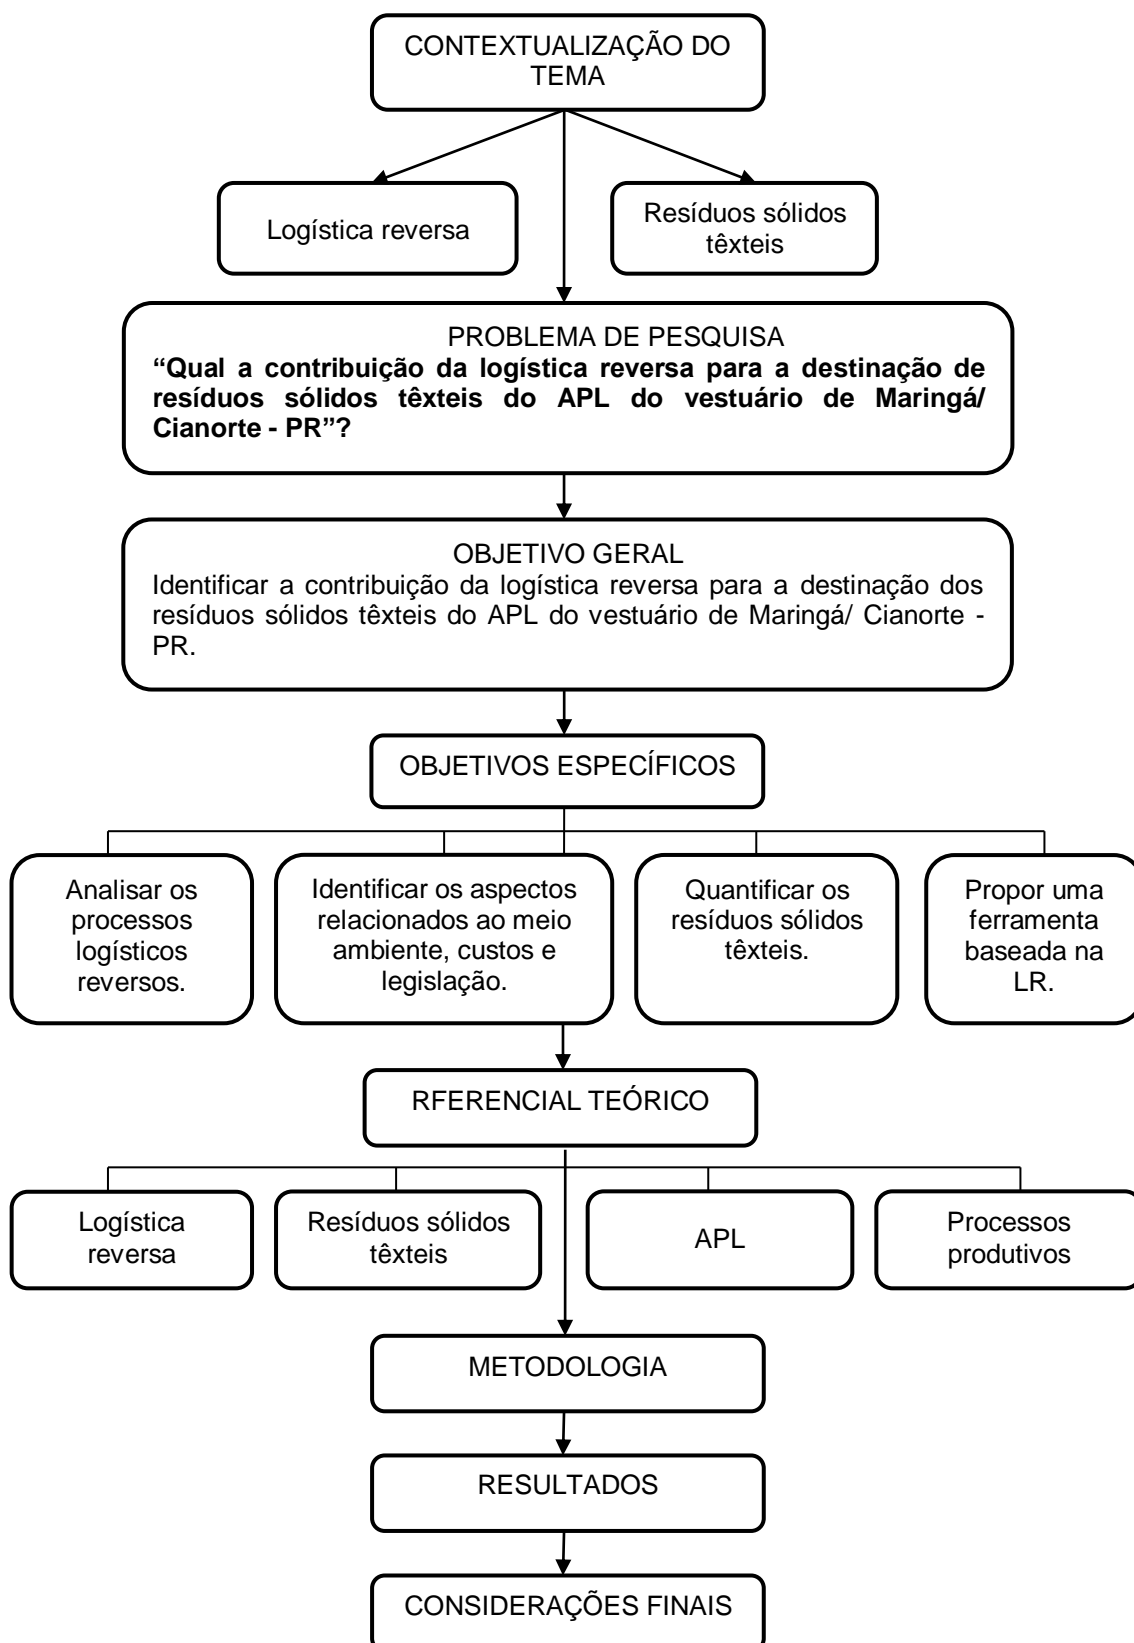 CONTEXTUALIZAÇÃO DO
TEMA
Logística reversa
Resíduos sólidos
têxteis
PROBLEMA DE PESQUISA
“Qual a contribuição da logística reversa para a destinação de
resíduos sólidos têxteis do APL do vestuário de Maringá/
Cianorte - PR”?
OBJETIVO GERAL
Identificar a contribuição da logística reversa para a destinação dos
resíduos sólidos têxteis do APL do vestuário de Maringá/ Cianorte -
PR.
OBJETIVOS ESPECÍFICOS
Analisar os
processos
logísticos
reversos.
Identificar os aspectos
relacionados ao meio
ambiente, custos e
legislação.
Quantificar os
resíduos sólidos
têxteis.
Propor uma
ferramenta
baseada na
LR.
RFERENCIAL TEÓRICO
Logística
reversa
Resíduos sólidos
têxteis
APL
Processos
produtivos
METODOLOGIA
RESULTADOS
CONSIDERAÇÕES FINAIS